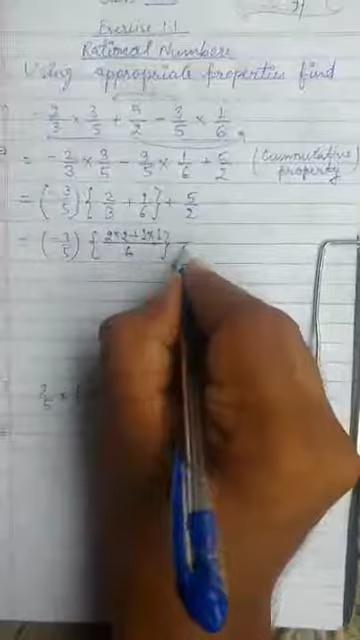 Exercise 1.1
Rational Numbers
Using appropriate properties find
-2/3 × 3/5 + 5/2 - 3/5 × 1/6
= -2/3 × 3/5 - 3/5 × 1/6 + 5/2 (Commutative property)
= (-3/5) { 2/3 + 1/6 } + 5/2
= (-3/5) { 2×2+1×1/6 }